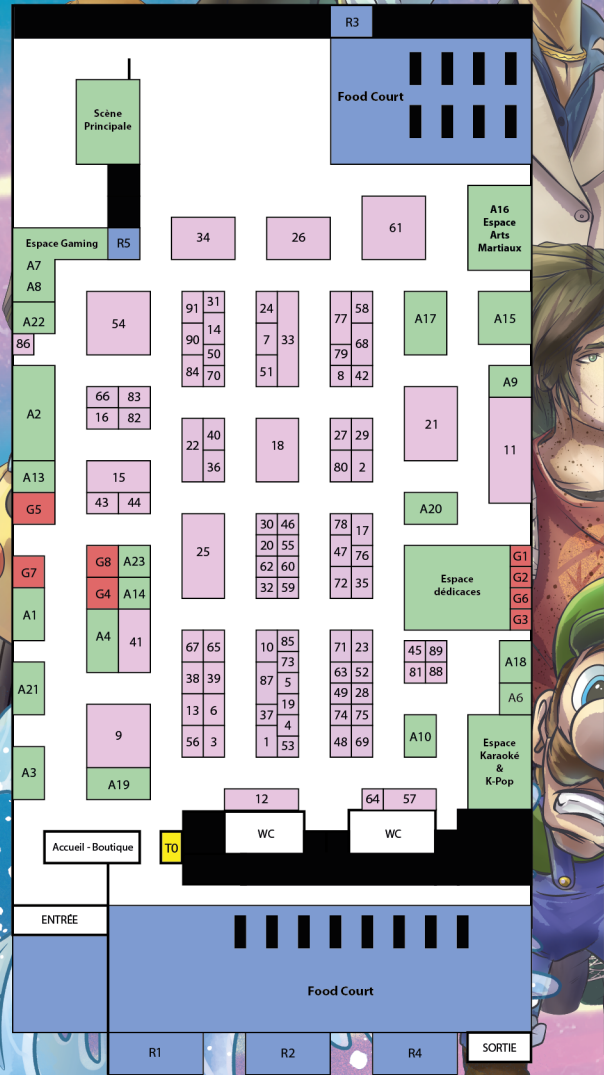 R3
Food Court
Scène
Principale
A16
Espace
Arts
Martiaux
61
34
26
Espace Gaming
R5
A7
A8
A22
86
54
91
31
14
90
50
84
70
24
7
33
51
77
58
68
79
8
42
A17
A15
A9
A2
66
83
16
82
21
11
22
40
36
18
27
29
80
2
A13
15
G5
43
44
A20
25
30
46
20
55
62
60
32
59
78
17
47
76
72
35
G7
G8
A23
G4
A14
Espace
dédicaces
G1
G2
G6
G3
A1
A4
41
67
65
38
39
13
6
56
3
10
85
73
87
5
19
37
4
1
53
71
23
63
52
49
28
74
75
48
69
45
89
81
88
A18
A21
A6
9
A10
Espace
Karaoké
&
K-Pop
A3
A19
12
64
57
Accueil - Boutique
T0
WC
WC
ENTRÉE
Food Court
R1
R2
R4
SORTIE